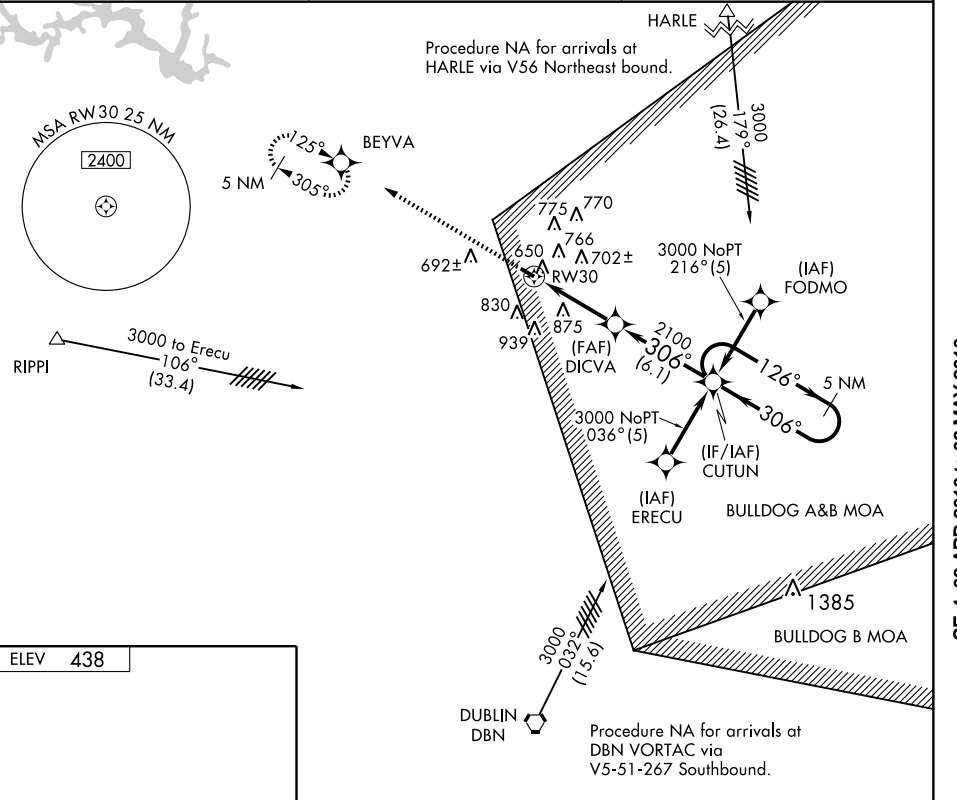 HARLE
Procedure NA for arrivals at
HARLE via V56 Northeast bound.
3000
179°
(26.4)
MSA RW30 25 NM
2400
125°
BEYVA
5 NM
305°
775
770
766
650
702±
692±
RW30
3000 NoPT
216° (5)
(IAF)
FODMO
830
875
939
(FAF)
DICVA
2100
306°
(6.1)
126°
5 NM
306°
RIPPI
3000 to Erecu
106°
(33.4)
3000 NoPT
036° (5)
(IF/IAF)
CUTUN
(IAF)
ERECU
BULLDOG A&B MOA
1385
BULLDOG B MOA
3000
032°
(15.6)
ELEV 438
DUBLIN
DBN
Procedure NA for arrivals at
DBN VORTAC via
V5-51-267 Southbound.